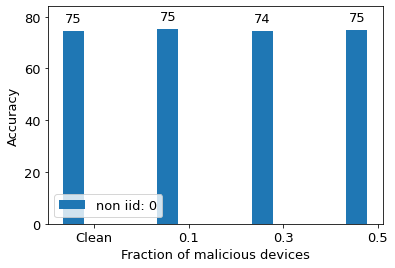 75 75 74 75
80
60
40
20
0
Accuracy
non iid: 0
Clean 0.1 0.3 0.5
Fraction of malicious devices